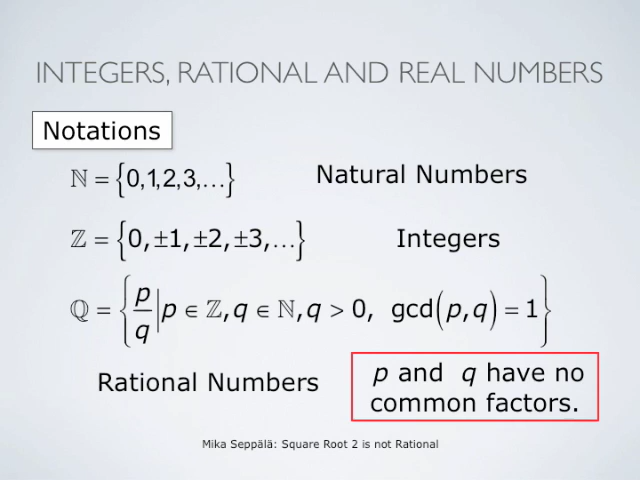 INTEGERS, RATIONAL AND REAL NUMBERS
Notations
ℕ = {0,1,2,3,…} Natural Numbers
ℤ = {0,±1,±2,±3,…} Integers
ℚ = {p/q | p ∈ ℤ, q ∈ ℕ, q > 0, gcd(p,q) = 1}
Rational Numbers
p and q have no
common factors.
Mika Seppälä: Square Root 2 is not Rational